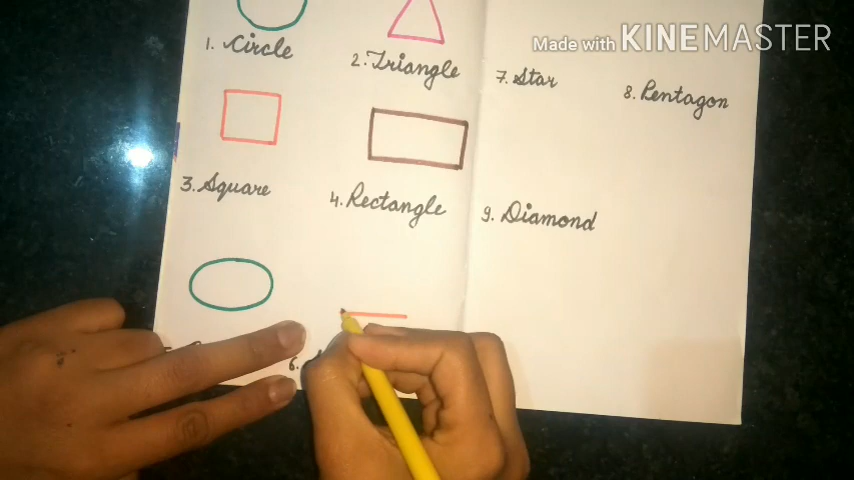 Made with KINEMASTER
1. Circle
2. Triangle
7. Star
8. Pentagon
3. Square
4. Rectangle
9. Diamond
6.